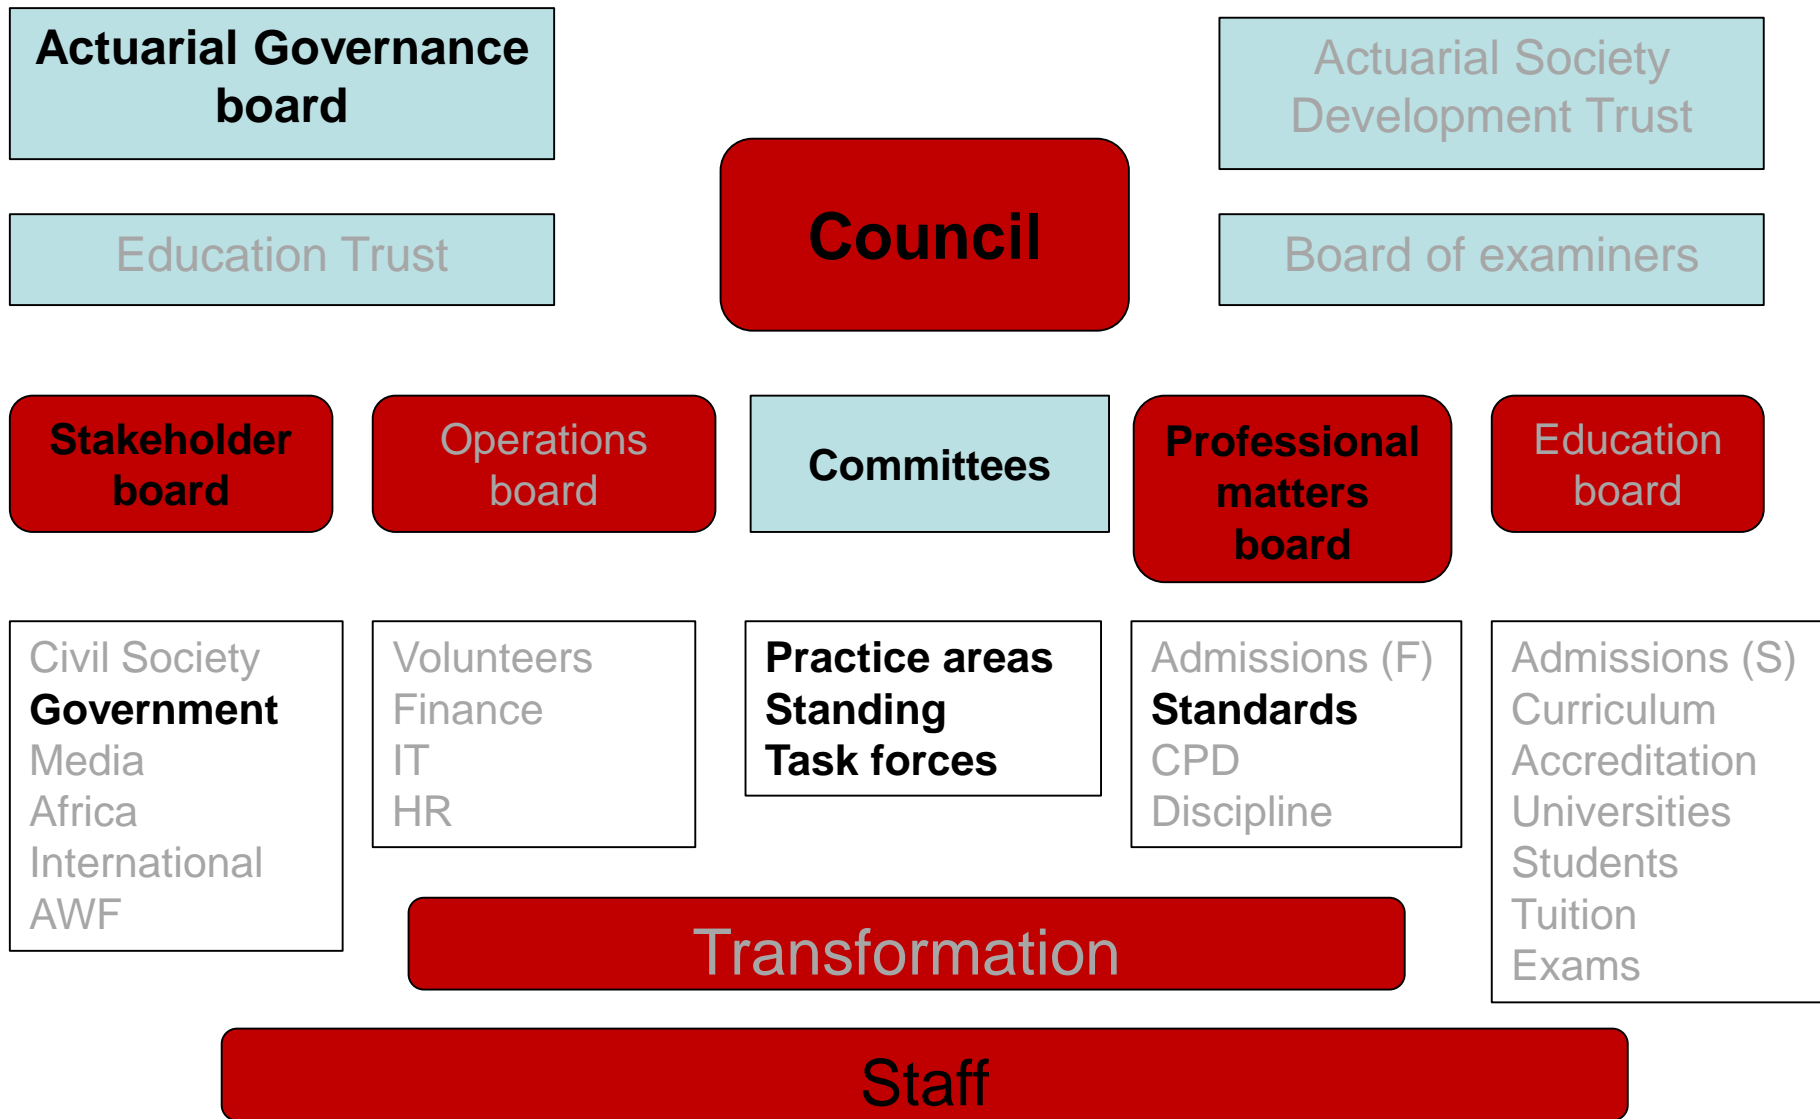 Actuarial Governance
board
Actuarial Society
Development Trust
Council
Education Trust
Board of examiners
Stakeholder
board
Operations
board
Committees
Professional
matters
board
Education
board
Civil Society
Government
Media
Africa
International
AWF
Volunteers
Finance
IT
HR
Practice areas
Standing
Task forces
Admissions (F)
Standards
CPD
Discipline
Admissions (S)
Curriculum
Accreditation
Universities
Students
Tuition
Exams
Transformation
Staff